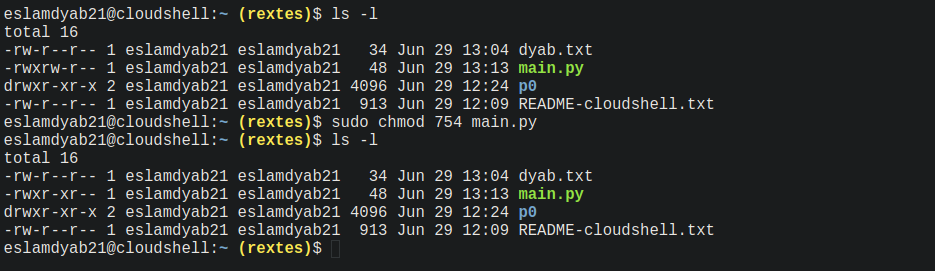 eslamdyab21@cloudshell:~ (rextes)$ ls -l
total 16
-rw-r--r-- 1 eslamdyab21 eslamdyab21   34 Jun 29 13:04 dyab.txt
-rwxrw-r-- 1 eslamdyab21 eslamdyab21   48 Jun 29 13:13 main.py
drwxr-xr-x 2 eslamdyab21 eslamdyab21 4096 Jun 29 12:24 p0
-rw-r--r-- 1 eslamdyab21 eslamdyab21  913 Jun 29 12:09 README-cloudshell.txt
eslamdyab21@cloudshell:~ (rextes)$ sudo chmod 754 main.py
eslamdyab21@cloudshell:~ (rextes)$ ls -l
total 16
-rw-r--r-- 1 eslamdyab21 eslamdyab21   34 Jun 29 13:04 dyab.txt
-rwxr-xr-- 1 eslamdyab21 eslamdyab21   48 Jun 29 13:13 main.py
drwxr-xr-x 2 eslamdyab21 eslamdyab21 4096 Jun 29 12:24 p0
-rw-r--r-- 1 eslamdyab21 eslamdyab21  913 Jun 29 12:09 README-cloudshell.txt
eslamdyab21@cloudshell:~ (rextes)$